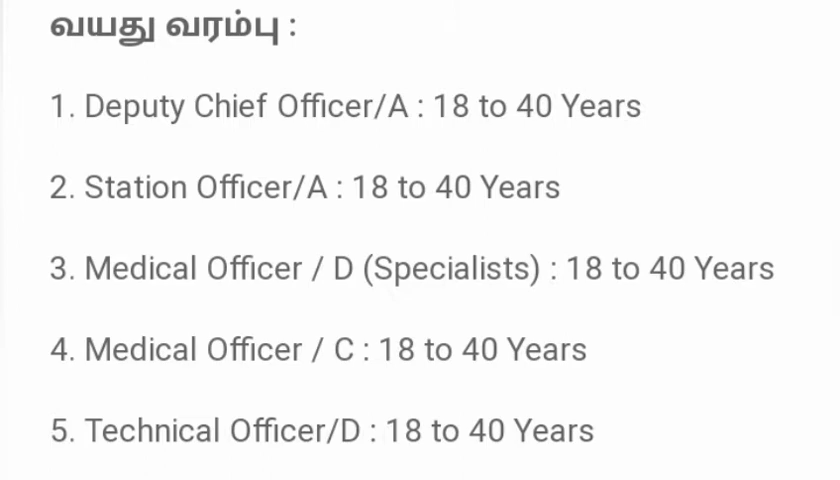 வயது வரம்பு :
1. Deputy Chief Officer/A : 18 to 40 Years
2. Station Officer/A : 18 to 40 Years
3. Medical Officer / D (Specialists) : 18 to 40 Years
4. Medical Officer / C : 18 to 40 Years
5. Technical Officer/D : 18 to 40 Years